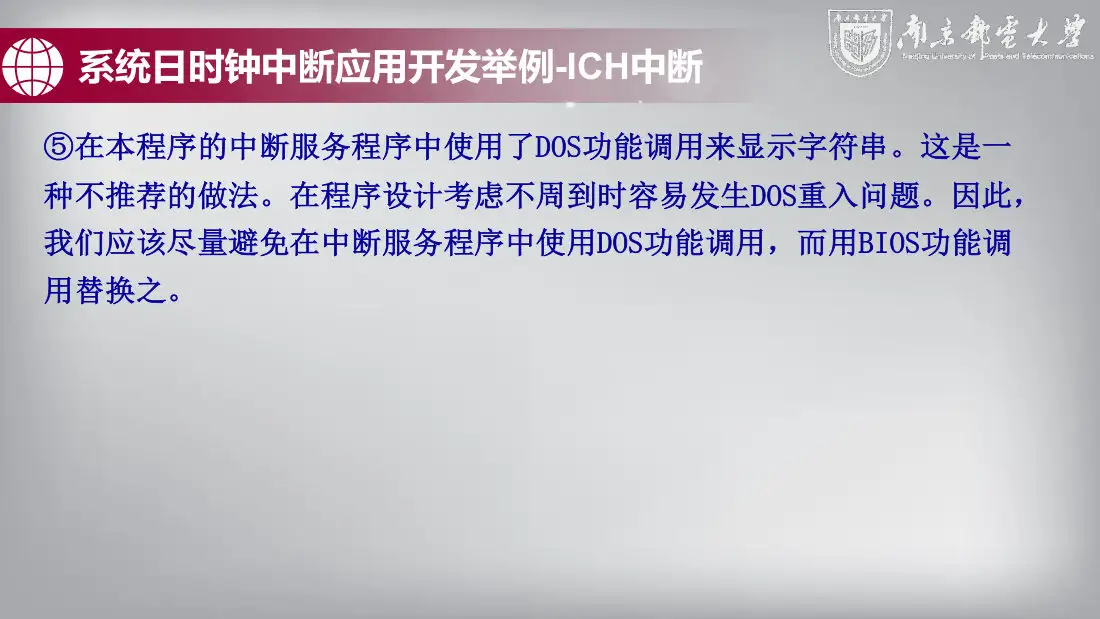 系统日时钟中断应用开发举例-ICH中断
南京邮电大学
Nanjing University of Posts and Telecommunications
⑤在本程序的中断服务程序中使用了DOS功能调用来显示字符串。这是一
种不推荐的做法。在程序设计考虑不周到时容易发生DOS重入问题。因此，
我们应该尽量避免在中断服务程序中使用DOS功能调用，而用BIOS功能调
用替换之。